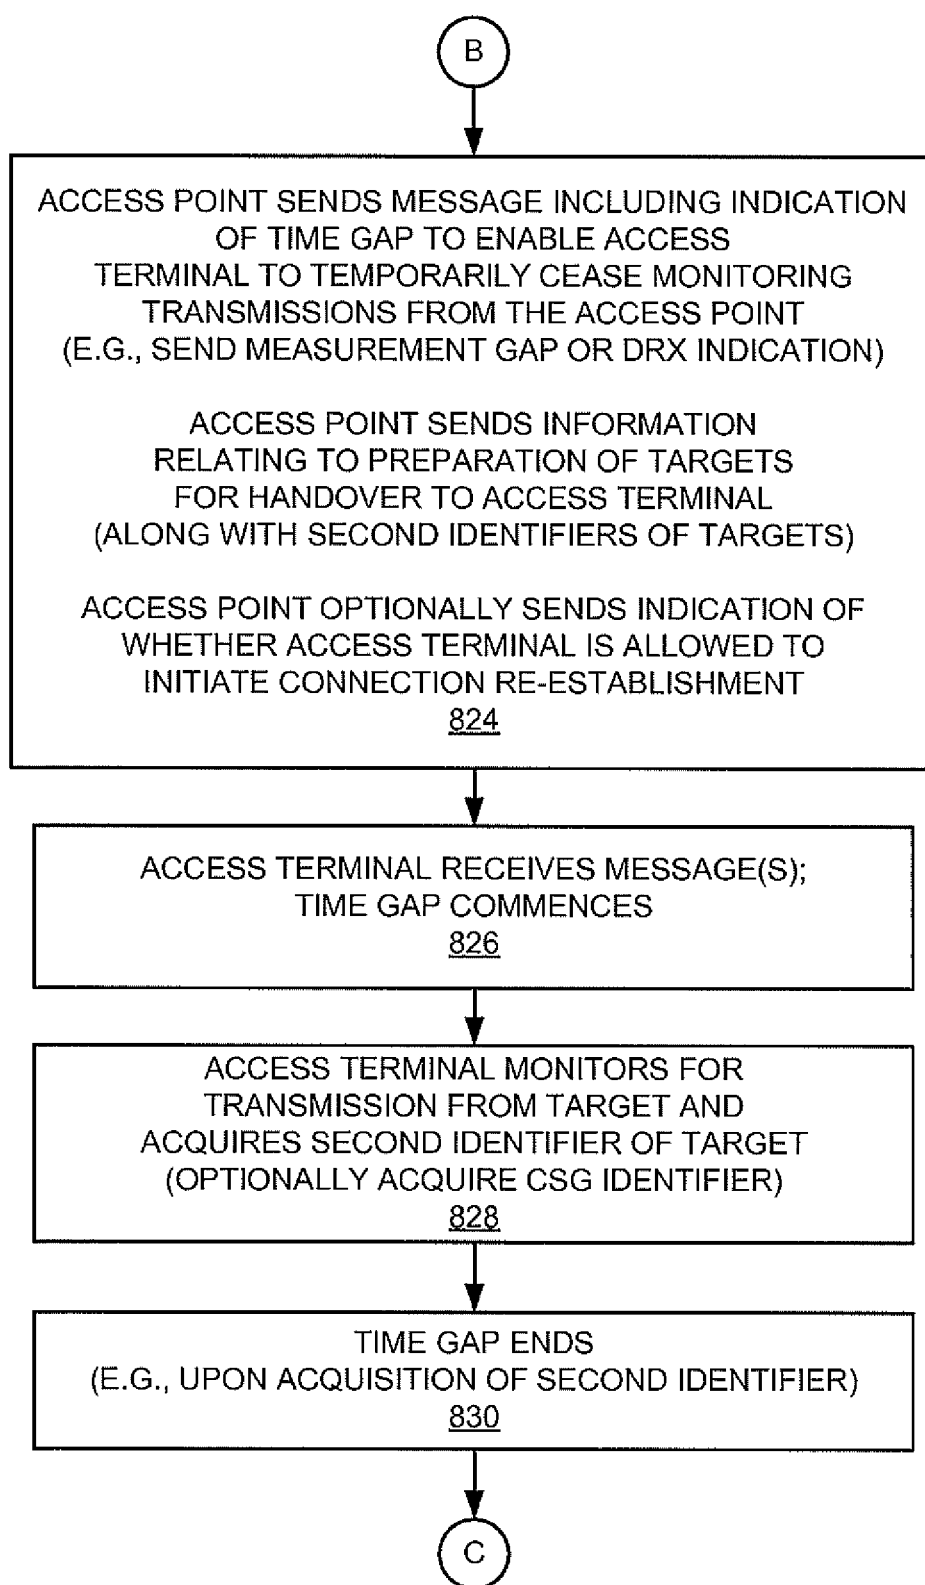 B
ACCESS POINT SENDS MESSAGE INCLUDING INDICATION
OF TIME GAP TO ENABLE ACCESS
TERMINAL TO TEMPORARILY CEASE MONITORING
TRANSMISSIONS FROM THE ACCESS POINT
(E.G., SEND MEASUREMENT GAP OR DRX INDICATION)
ACCESS POINT SENDS INFORMATION
RELATING TO PREPARATION OF TARGETS
FOR HANDOVER TO ACCESS TERMINAL
(ALONG WITH SECOND IDENTIFIERS OF TARGETS)
ACCESS POINT OPTIONALLY SENDS INDICATION OF
WHETHER ACCESS TERMINAL IS ALLOWED TO
INITIATE CONNECTION RE-ESTABLISHMENT
824
ACCESS TERMINAL RECEIVES MESSAGE(S);
TIME GAP COMMENCES
826
ACCESS TERMINAL MONITORS FOR
TRANSMISSION FROM TARGET AND
ACQUIRES SECOND IDENTIFIER OF TARGET
(OPTIONALLY ACQUIRE CSG IDENTIFIER)
828
TIME GAP ENDS
(E.G., UPON ACQUISITION OF SECOND IDENTIFIER)
830
C